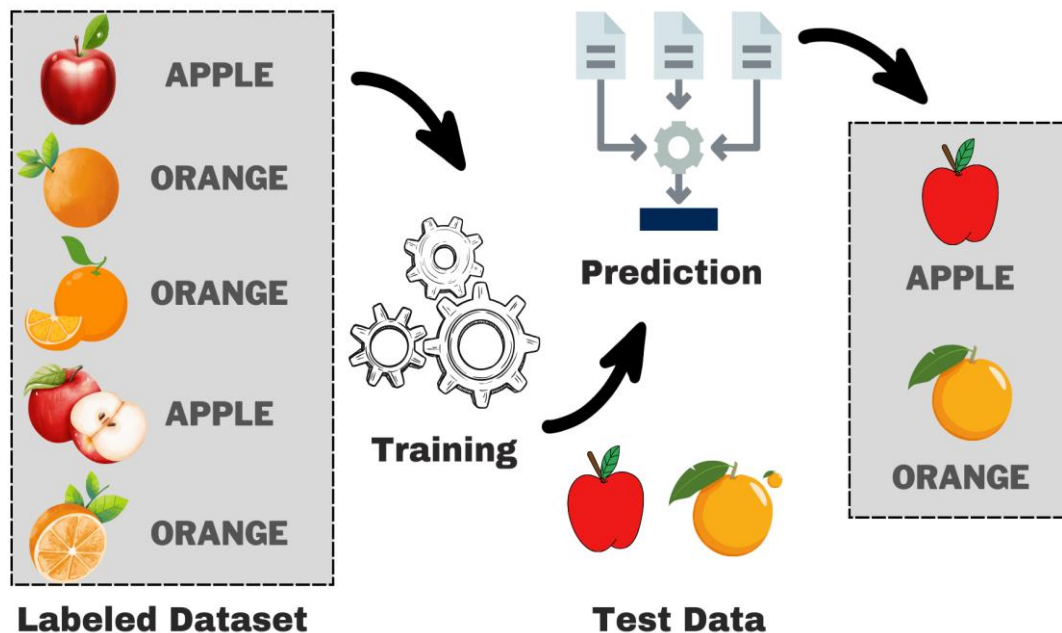 APPLE
ORANGE
ORANGE
APPLE
ORANGE
Labeled Dataset
Training
Prediction
Test Data
APPLE
ORANGE